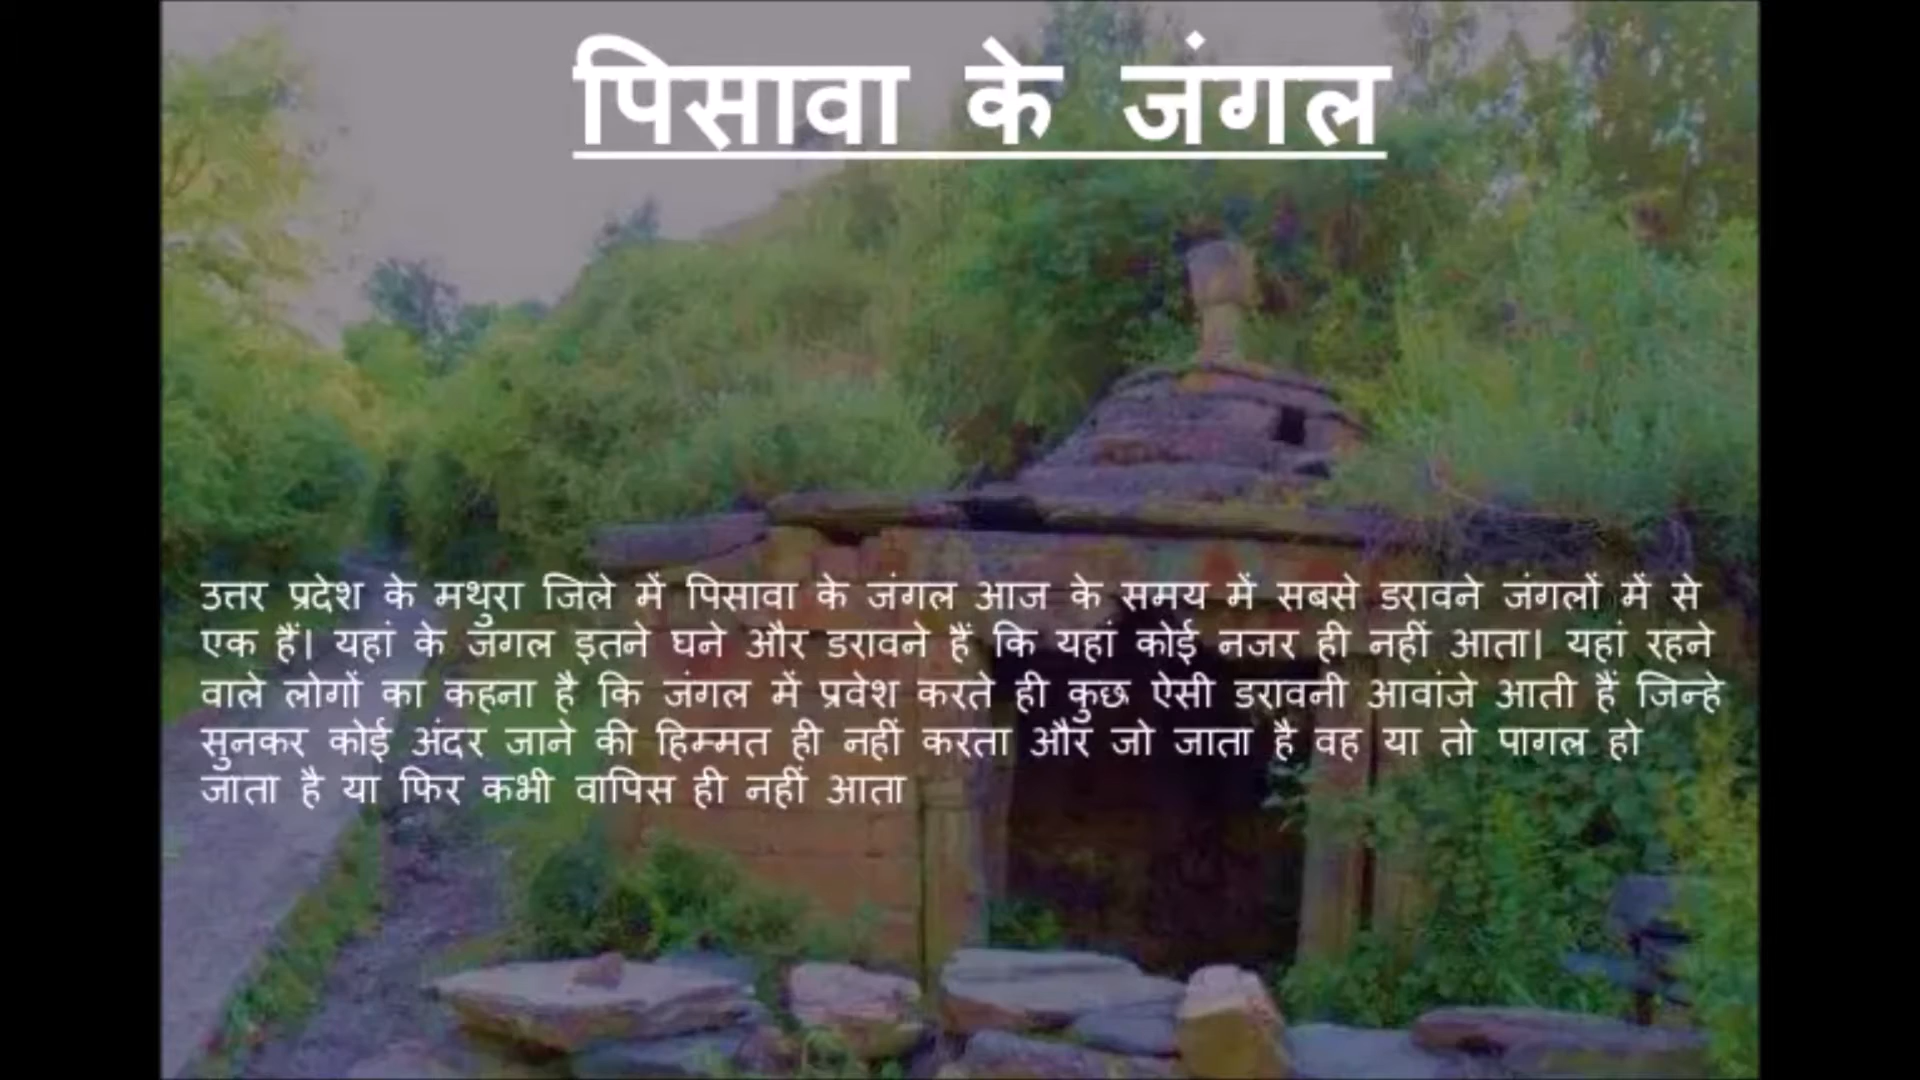 पिसावा के जंगल
उत्तर प्रदेश के मथुरा जिले में पिसावा के जंगल आज के समय में सबसे डरावने जंगलों में से
एक हैं। यहां के जंगल इतने घने और डरावने हैं कि यहां कोई नजर ही नहीं आता। यहां रहने
वाले लोगों का कहना है कि जंगल में प्रवेश करते ही कुछ ऐसी डरावनी आवांजे आती हैं जिन्हे
सुनकर कोई अंदर जाने की हिम्मत ही नहीं करता और जो जाता है वह या तो पागल हो
जाता है या फिर कभी वापिस ही नहीं आता